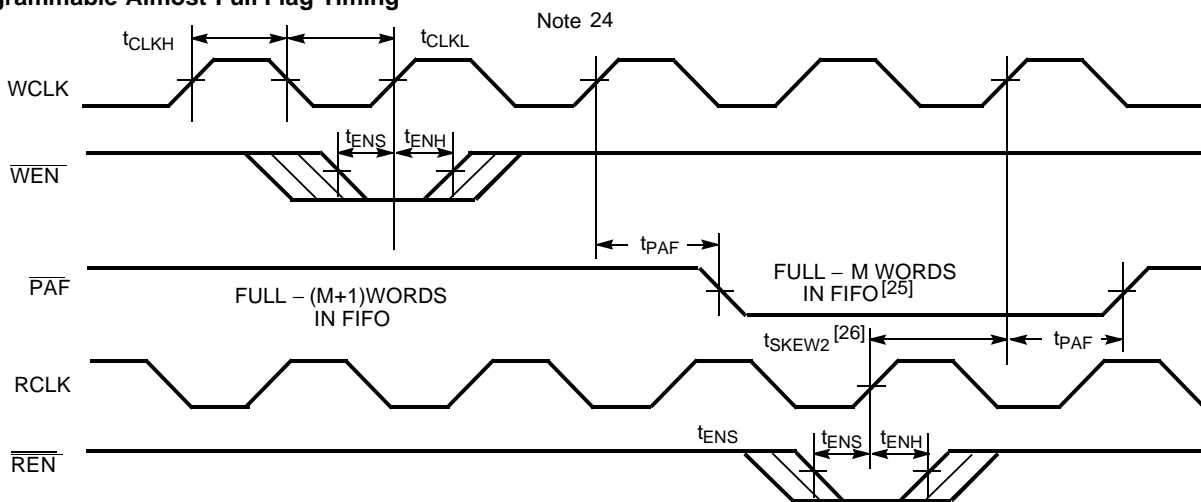 grammable Almost Full Flag Timing
Note 24
tCLKH
tCLKL
WCLK
tENS
tENH
WEN
tPAF
PAF
FULL – (M+1)WORDS
IN FIFO
FULL – M WORDS
IN FIFO[25]
tSKEW2 [26]
tPAF
RCLK
tENS
tENS
tENH
REN